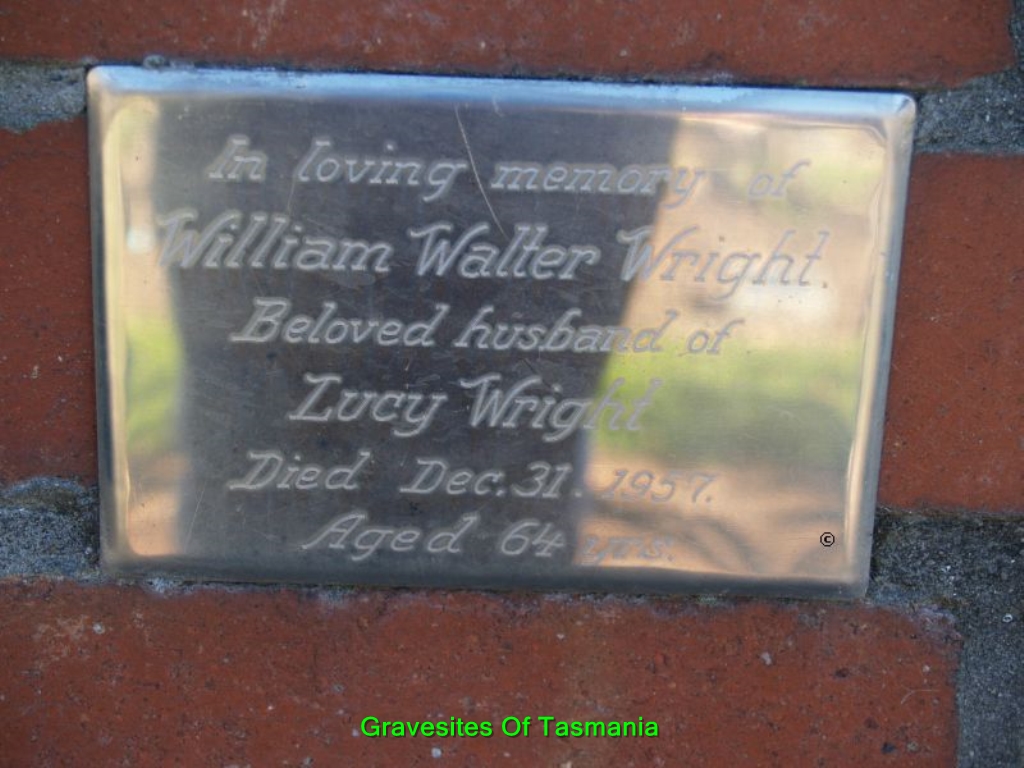 In loving memory of
William Walter Wright.
Beloved husband of
Lucy Wright
Died Dec. 31. 1957.
Aged 64 yrs.
©
Gravesites Of Tasmania